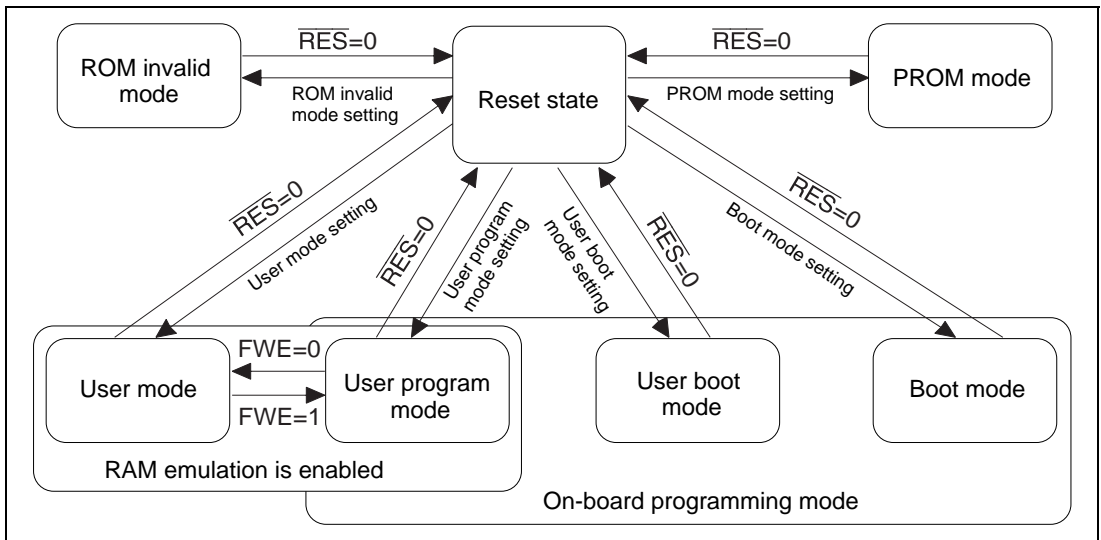 ROM invalid
mode
RES=0
ROM invalid
mode setting
Reset state
RES=0
PROM mode setting
PROM mode
RES=0
User mode setting
RES=0
User program
mode setting
User boot
mode setting
RES=0
Boot mode setting
RES=0
User mode
FWE=0
FWE=1
User program
mode
User boot
mode
Boot mode
RAM emulation is enabled
On-board programming mode